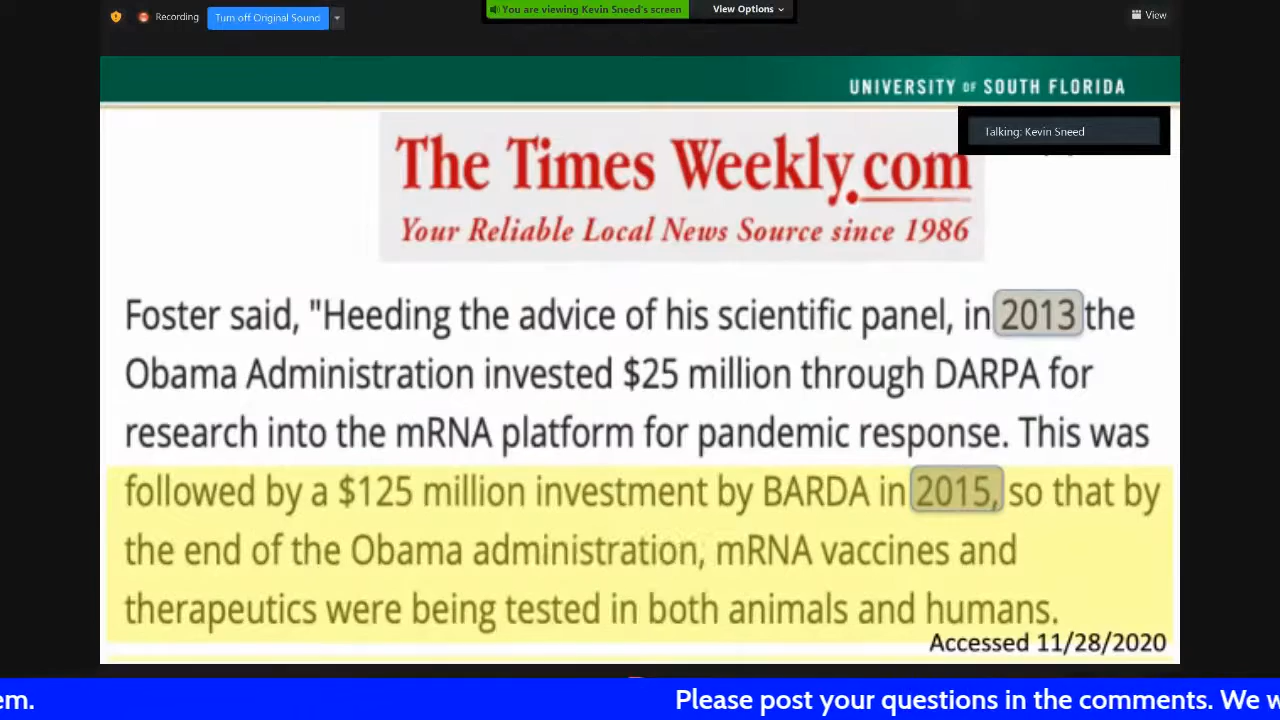 Recording
Turn off Original Sound
You are viewing Kevin Sneed's screen
View Options
View
UNIVERSITY OF SOUTH FLORIDA
Talking: Kevin Sneed
The Times Weekly.com
Your Reliable Local News Source since 1986
Foster said, "Heeding the advice of his scientific panel, in 2013 the
Obama Administration invested $25 million through DARPA for
research into the mRNA platform for pandemic response. This was
followed by a $125 million investment by BARDA in 2015, so that by
the end of the Obama administration, mRNA vaccines and
therapeutics were being tested in both animals and humans.
Accessed 11/28/2020
Please post your questions in the comments. We